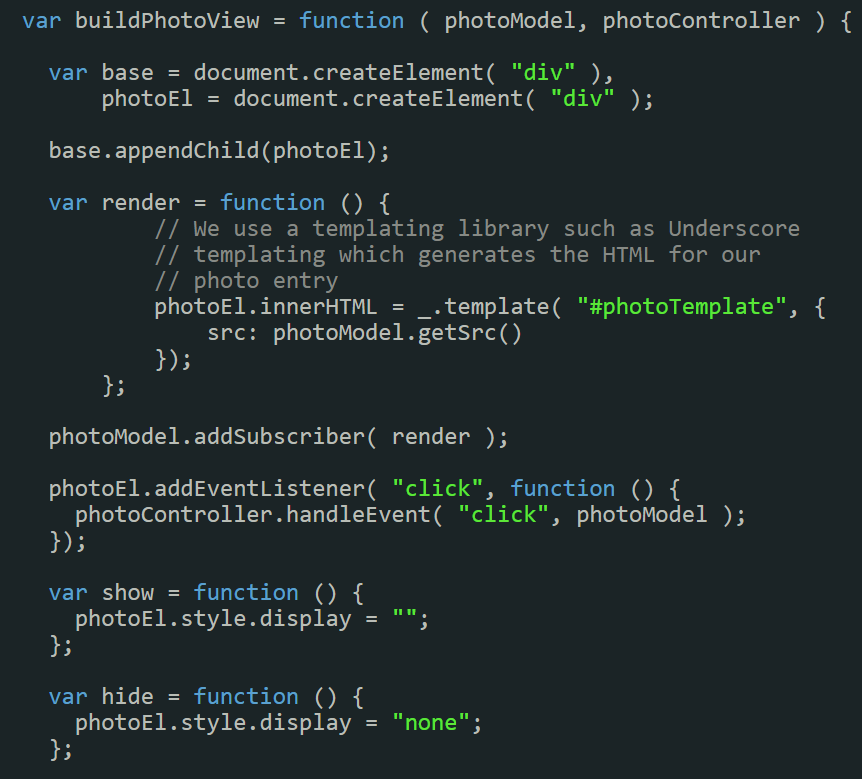 var buildPhotoView = function ( photoModel, photoController ) {
var base = document.createElement( "div" ),
photoEl = document.createElement( "div" );
base.appendChild(photoEl);
var render = function () {
// We use a templating library such as Underscore
// templating which generates the HTML for our
// photo entry
photoEl.innerHTML = _.template( "#photoTemplate", {
src: photoModel.getSrc()
});
};
photoModel.addSubscriber( render );
photoEl.addEventListener( "click", function () {
photoController.handleEvent( "click", photoModel );
});
var show = function () {
photoEl.style.display = "";
};
var hide = function () {
photoEl.style.display = "none";
};